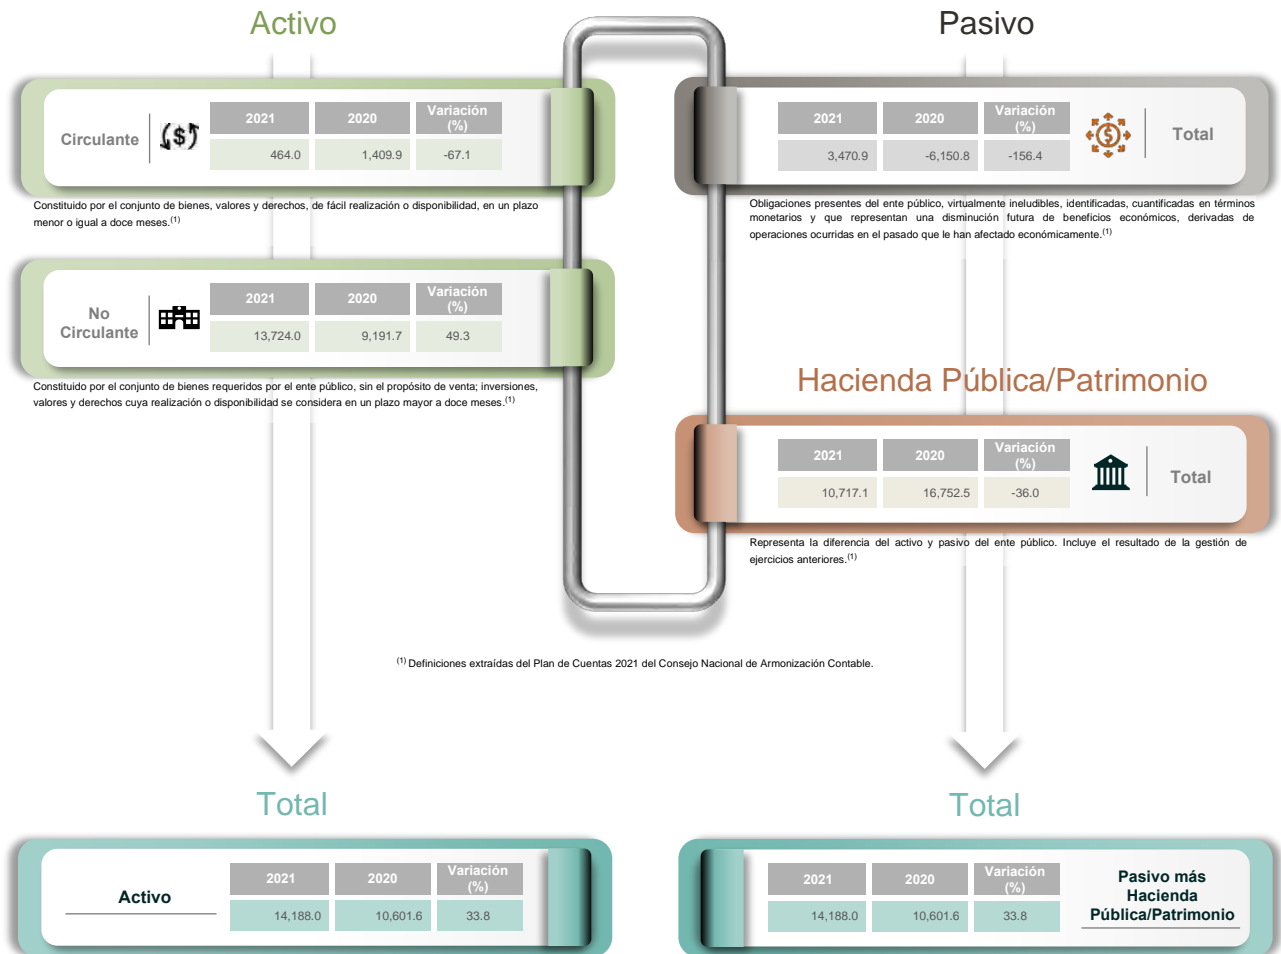 Activo
Circulante
2021 2020 Variación (%)
464.0 1,409.9 -67.1
Constituido por el conjunto de bienes, valores y derechos, de fácil realización o disponibilidad, en un plazo
menor o igual a doce meses.(1)
No
Circulante
2021 2020 Variación (%)
13,724.0 9,191.7 49.3
Constituido por el conjunto de bienes requeridos por el ente público, sin el propósito de venta; inversiones,
valores y derechos cuya realización o disponibilidad se considera en un plazo mayor a doce meses.(1)
Pasivo
2021 2020 Variación (%)
3,470.9 -6,150.8 -156.4
Total
Obligaciones presentes del ente público, virtualmente ineludibles, identificadas, cuantificadas en términos
monetarios y que representan una disminución futura de beneficios económicos, derivadas de
operaciones ocurridas en el pasado que le han afectado económicamente.(1)
Hacienda Pública/Patrimonio
2021 2020 Variación (%)
10,717.1 16,752.5 -36.0
Total
Representa la diferencia del activo y pasivo del ente público. Incluye el resultado de la gestión de
ejercicios anteriores.(1)
(1) Definiciones extraídas del Plan de Cuentas 2021 del Consejo Nacional de Armonización Contable.
Total
Activo
2021 2020 Variación (%)
14,188.0 10,601.6 33.8
Total
2021 2020 Variación (%)
14,188.0 10,601.6 33.8
Pasivo más
Hacienda
Pública/Patrimonio